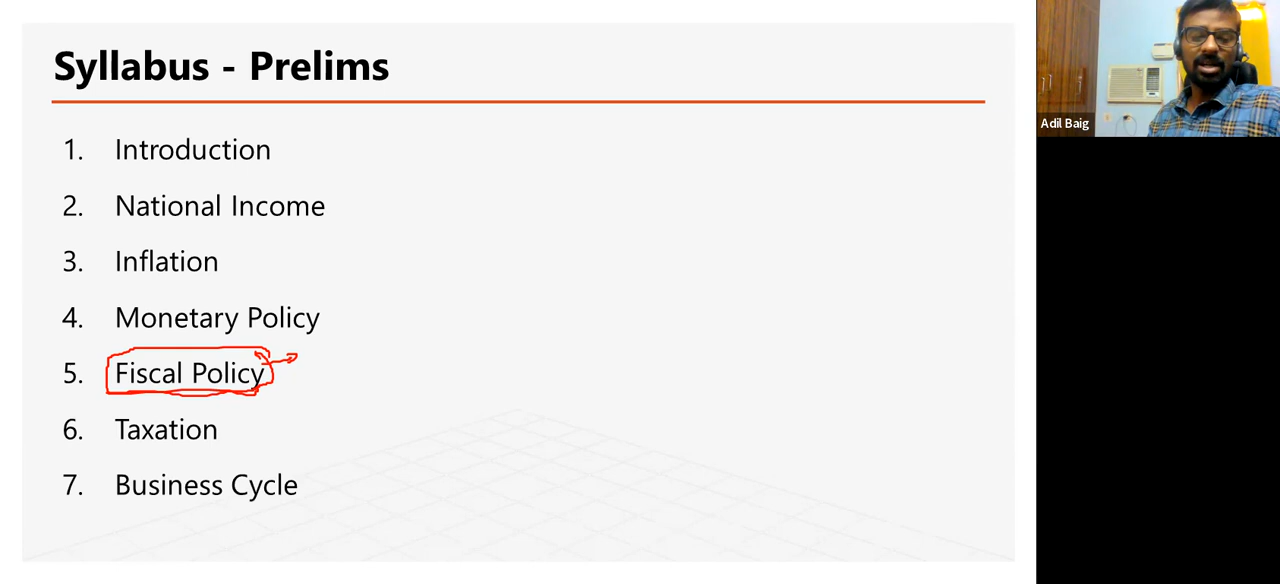 Syllabus - Prelims
1. Introduction
2. National Income
3. Inflation
4. Monetary Policy
5. Fiscal Policy
6. Taxation
7. Business Cycle
Adil Baig